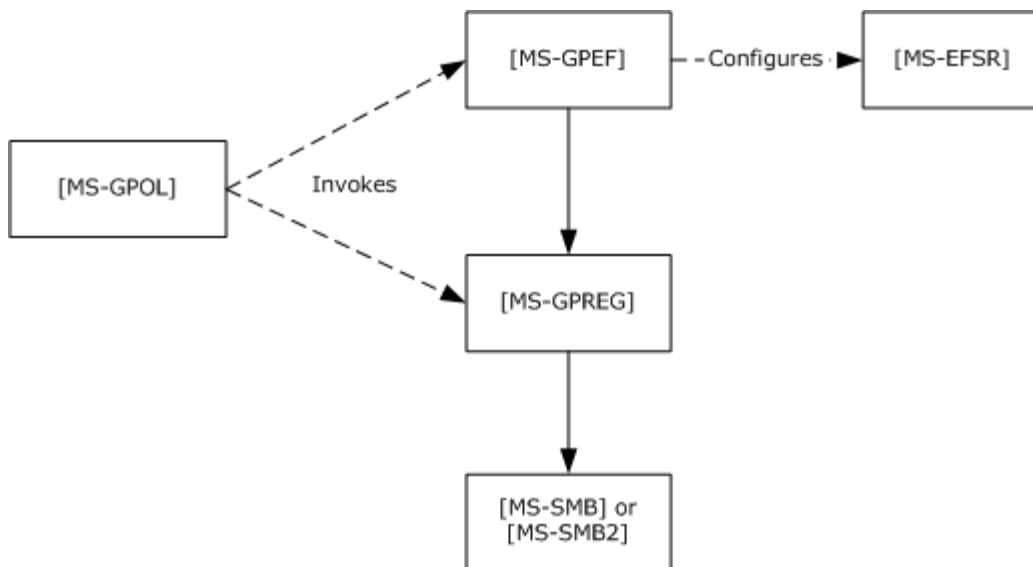 [MS-GPEF]
Configures
[MS-EFSR]
[MS-GPOL]
Invokes
[MS-GPREG]
[MS-SMB] or
[MS-SMB2]